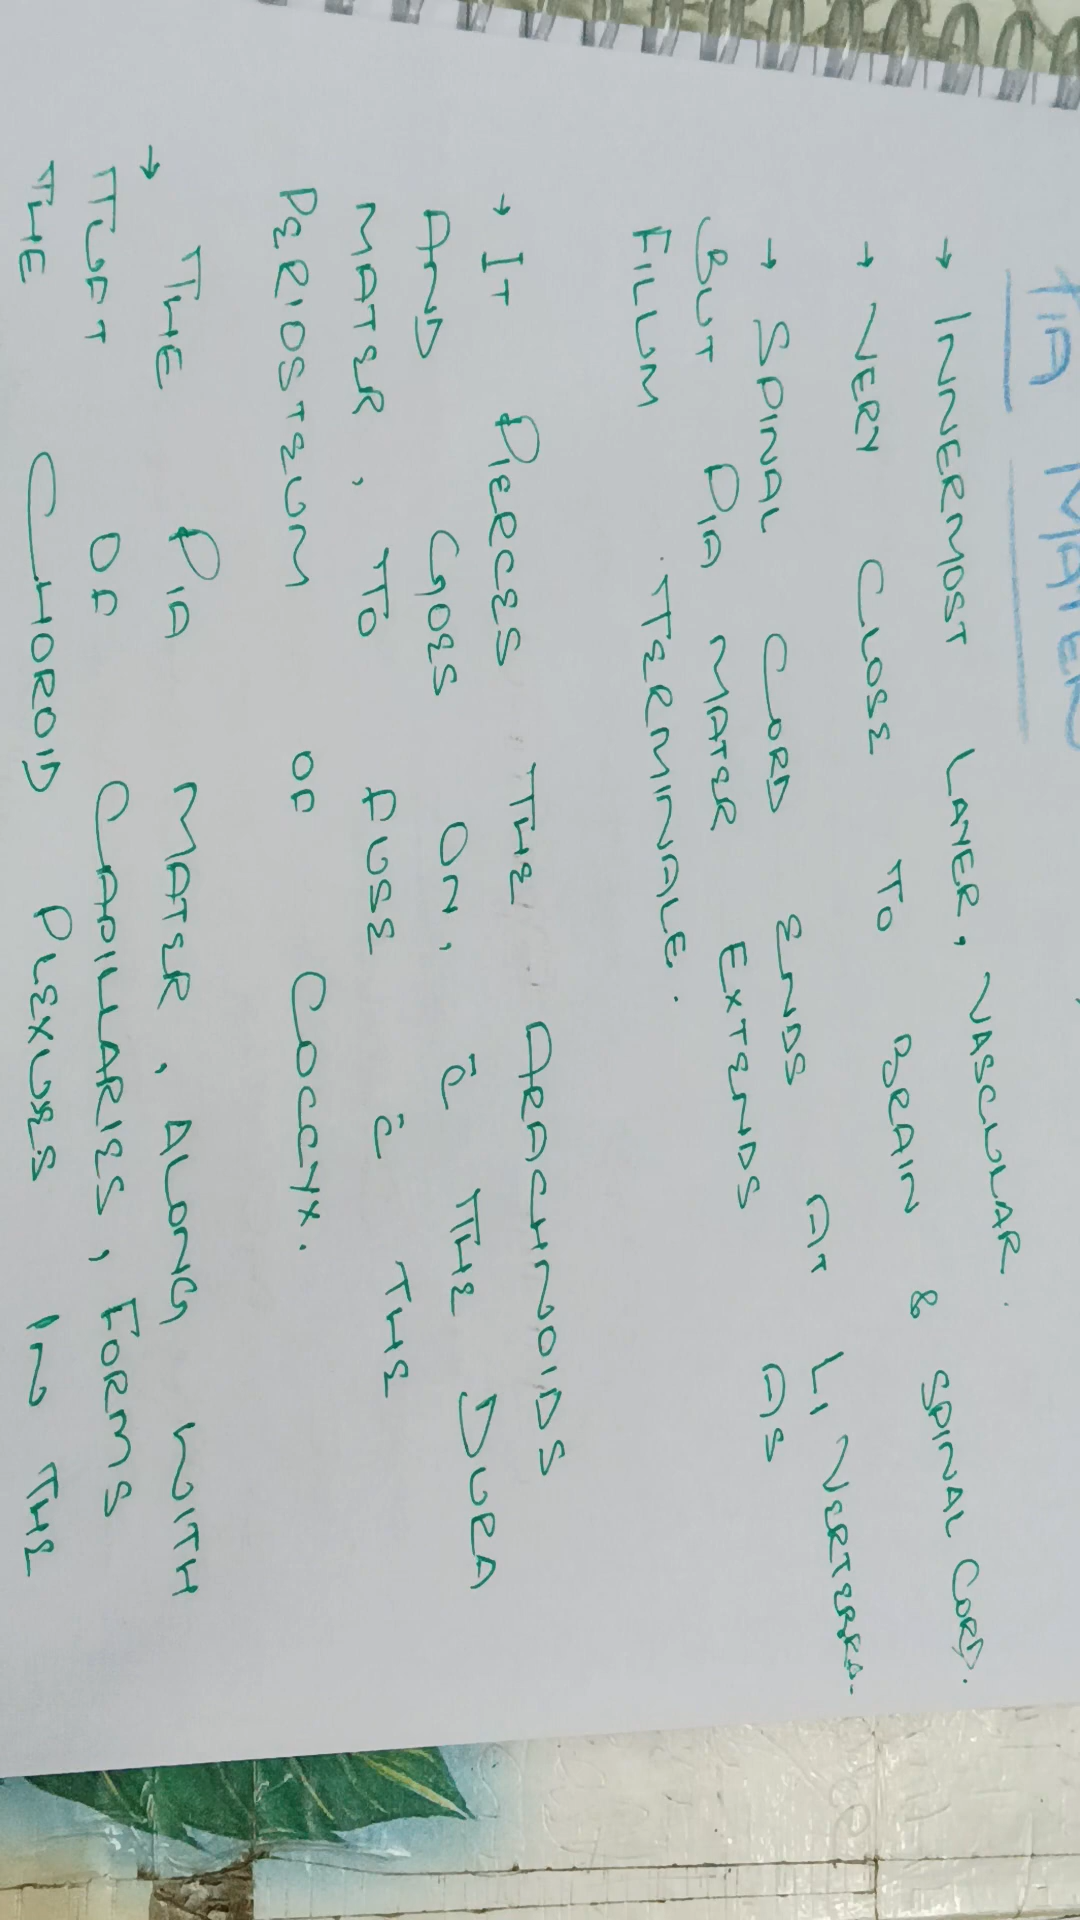 PIA MATER
→ INNERMOST LAYER, VASCULAR.
→ VERY CLOSE TO BRAIN & SPINAL CORD.
→ SPINAL CORD ENDS AT L1 VERTEBRA.
BUT PIA MATER EXTENDS AS
FILUM TERMINALE.
→ IT PIERCES THE ARACHNOIDS
AND GOES ON, c̄ THE DURA
MATER, TO FUSE c̄ THE
PERIOSTEUM OF COCCYX.
→ THE PIA MATER, ALONG WITH
TUFT OF CAPILLARIES, FORMS
THE CHOROID PLEXUSES IN THE